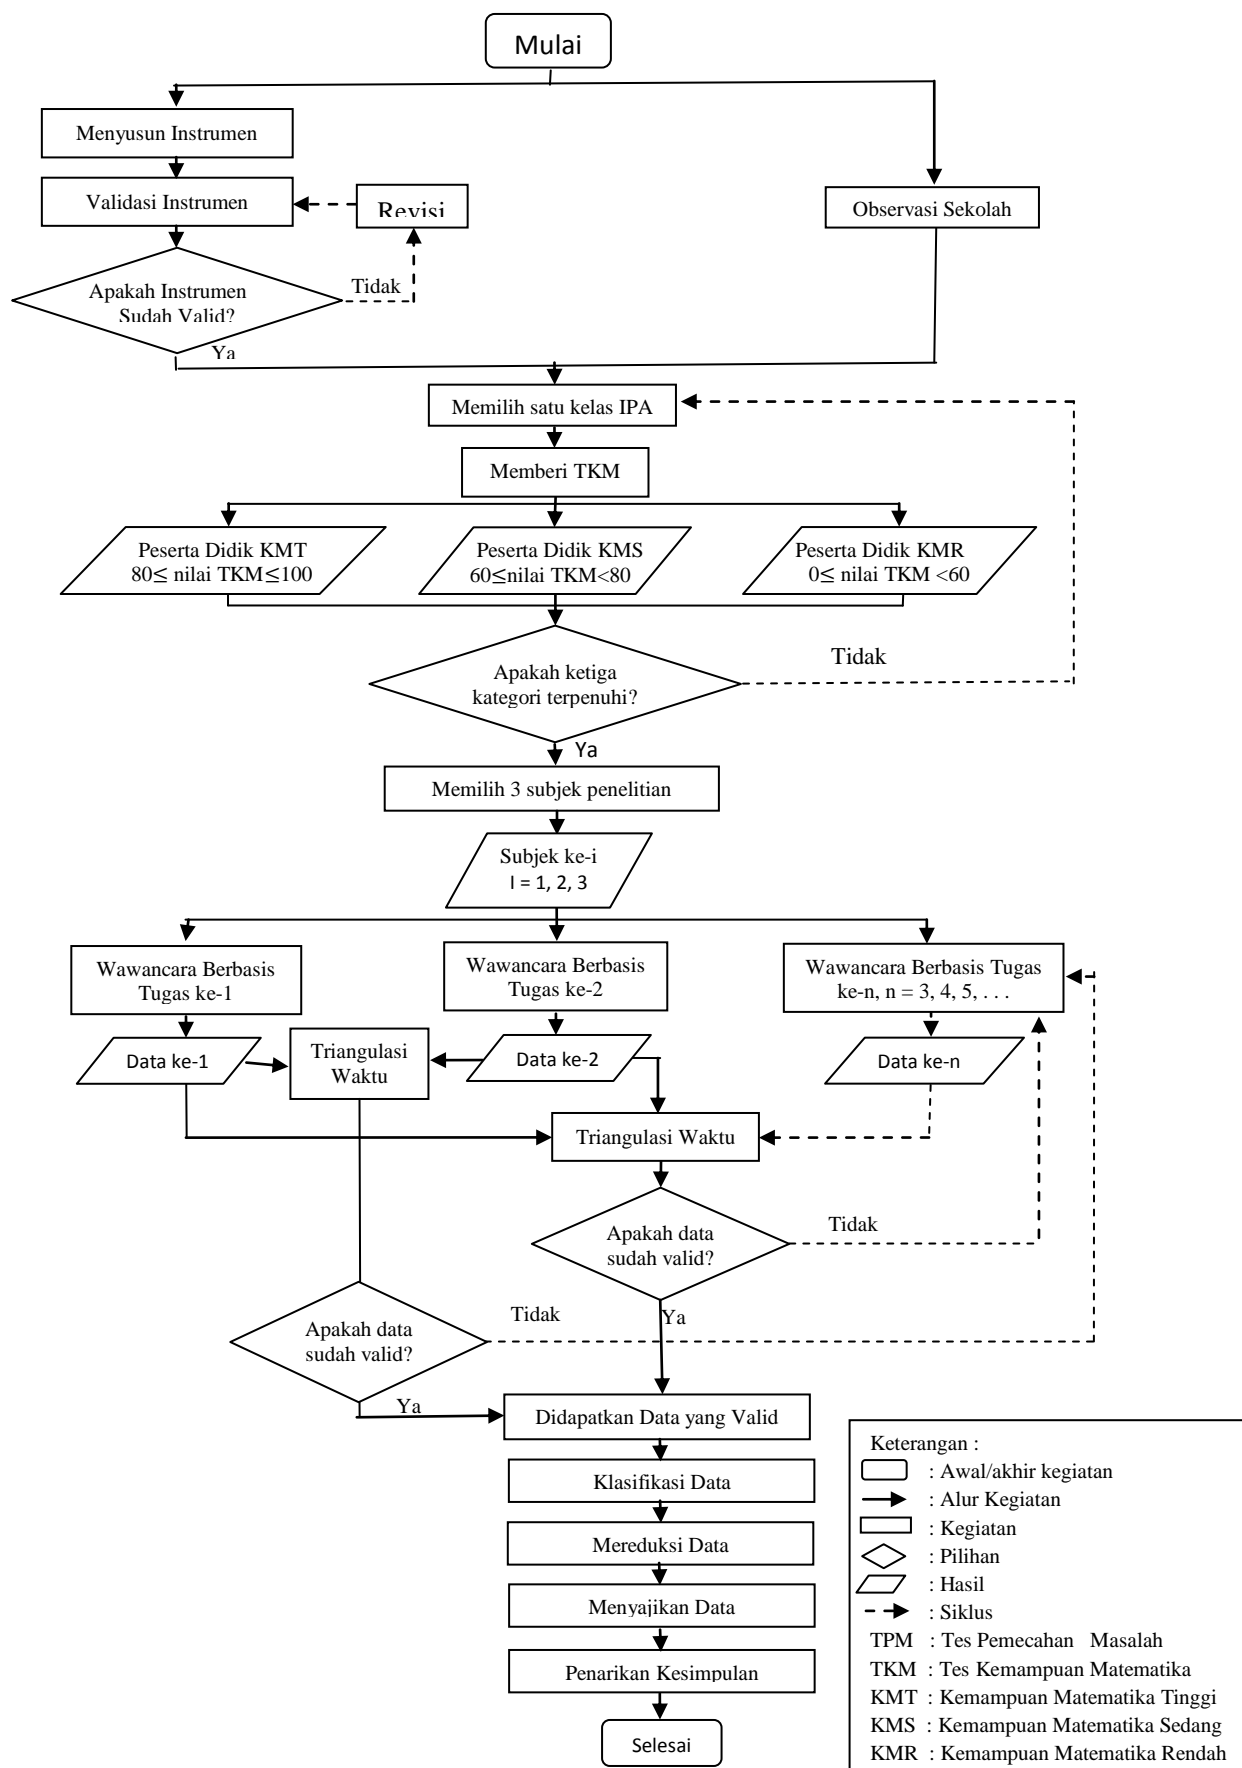 Mulai
Menyusun Instrumen
Validasi Instrumen
Revisi
Observasi Sekolah
Apakah Instrumen
Sudah Valid?
Tidak
Ya
Memilih satu kelas IPA
Memberi TKM
Peserta Didik KMT
80≤ nilai TKM≤100
Peserta Didik KMS
60≤nilai TKM<80
Peserta Didik KMR
0≤ nilai TKM <60
Apakah ketiga
kategori terpenuhi?
Tidak
Ya
Memilih 3 subjek penelitian
Subjek ke-i
I = 1, 2, 3
Wawancara Berbasis
Tugas ke-1
Wawancara Berbasis
Tugas ke-2
Wawancara Berbasis Tugas
ke-n, n = 3, 4, 5, . . .
Data ke-1
Triangulasi
Waktu
Data ke-2
Data ke-n
Triangulasi Waktu
Apakah data
sudah valid?
Tidak
Ya
Apakah data
sudah valid?
Tidak
Ya
Didapatkan Data yang Valid
Klasifikasi Data
Mereduksi Data
Menyajikan Data
Penarikan Kesimpulan
Selesai
Keterangan :
: Awal/akhir kegiatan
: Alur Kegiatan
: Kegiatan
: Pilihan
: Hasil
: Siklus
TPM : Tes Pemecahan Masalah
TKM : Tes Kemampuan Matematika
KMT : Kemampuan Matematika Tinggi
KMS : Kemampuan Matematika Sedang
KMR : Kemampuan Matematika Rendah